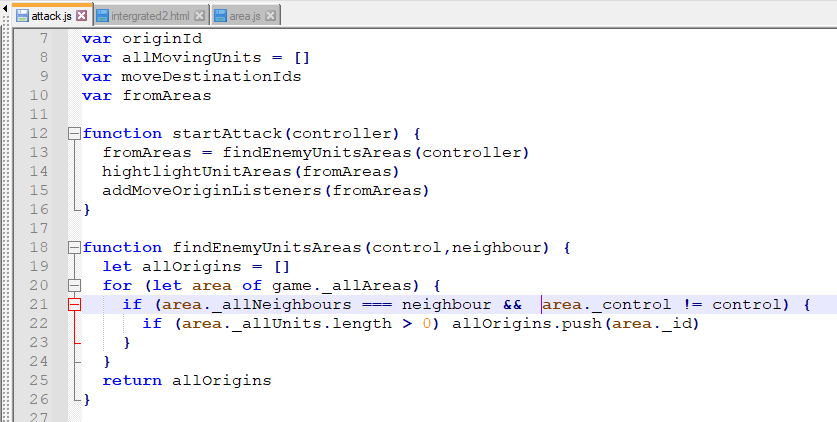 attack.js intergrated2.html area.js
7 var originId
8 var allMovingUnits = []
9 var moveDestinationIds
10 var fromAreas
11
12 function startAttack(controller) {
13 fromAreas = findEnemyUnitsAreas(controller)
14 hightlightUnitAreas(fromAreas)
15 addMoveOriginListeners(fromAreas)
16 }
17
18 function findEnemyUnitsAreas(control,neighbour) {
19 let allOrigins = []
20 for (let area of game._allAreas) {
21 if (area._allNeighbours === neighbour && area._control != control) {
22 if (area._allUnits.length > 0) allOrigins.push(area._id)
23 }
24 }
25 return allOrigins
26 }
27